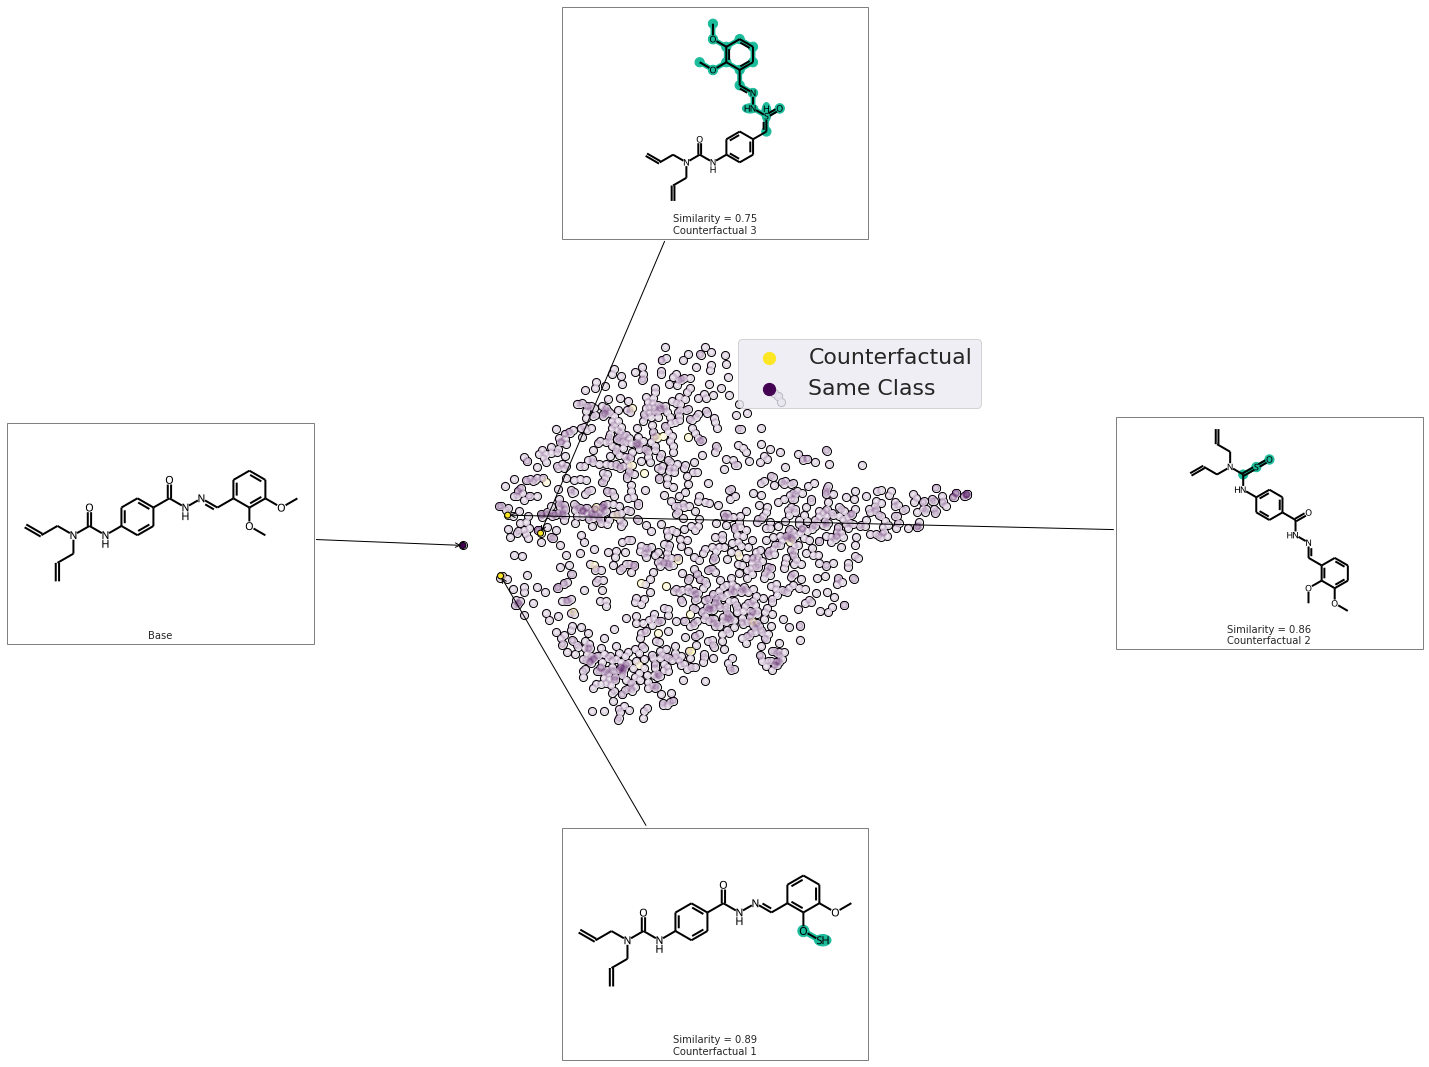 O
O
N
HN
H
S
O
O
N
N
H
Similarity = 0.75
Counterfactual 3
Counterfactual
Same Class
O
O
N
N
H
N
N
H
O
O
Base
S
O
N
HN
O
HN
N
O
O
Similarity = 0.86
Counterfactual 2
O
O
N
N
H
N
N
H
O
O
SH
Similarity = 0.89
Counterfactual 1